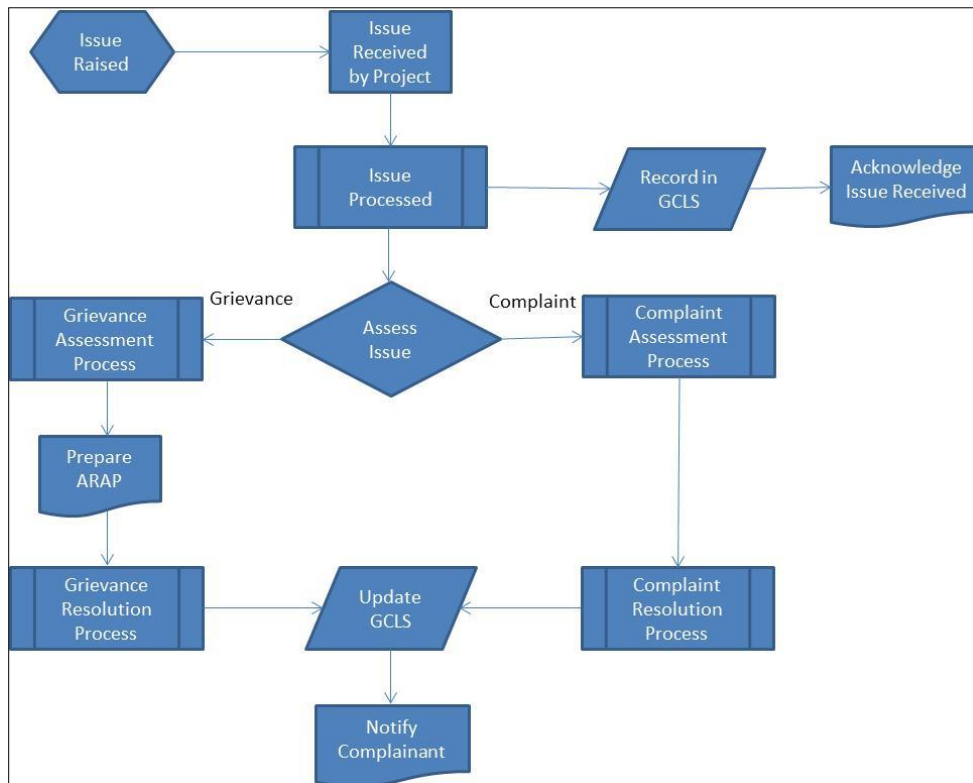 Issue
Raised
Issue
Received
by Project
Issue
Processed
Record in
GCLS
Acknowledge
Issue Received
Grievance
Complaint
Grievance
Assessment
Process
Assess
Issue
Complaint
Assessment
Process
Prepare
ARAP
Grievance
Resolution
Process
Update
GCLS
Complaint
Resolution
Process
Notify
Complainant